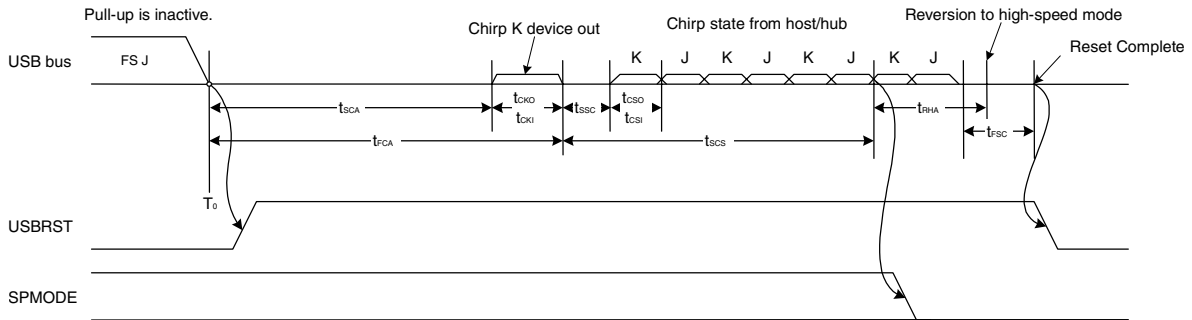 Pull-up is inactive.
Reversion to high-speed mode
Chirp K device out
Chirp state from host/hub
Reset Complete
USB bus
FS J
K J K J K J K J
tSCA
tCKO
tCKI
tSSC
tCSO
tCSI
tRHA
tFCA
tSCS
tFSC
T0
USBRST
SPMODE